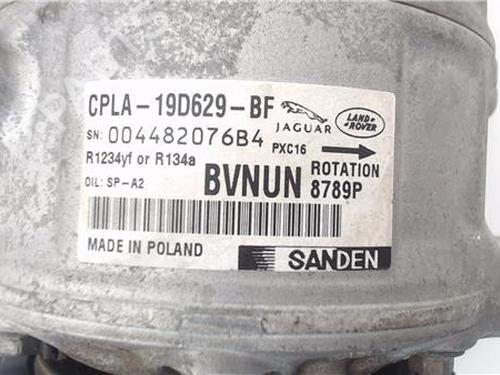 CPLA-19D629-BF
JAGUAR
LAND ROVER
SN: 004482076B4
PXC16
R1234yf or R134a
ROTATION
OIL: SP-A2
BVNUN
8789P
MADE IN POLAND
SANDEN